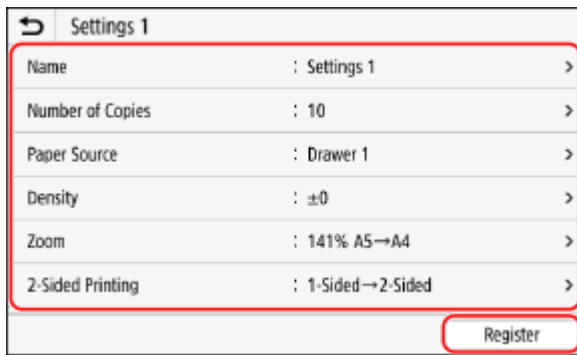 Settings 1
Name : Settings 1 >
Number of Copies : 10 >
Paper Source : Drawer 1 >
Density : ±0 >
Zoom : 141% A5→A4 >
2-Sided Printing : 1-Sided→2-Sided >
Register